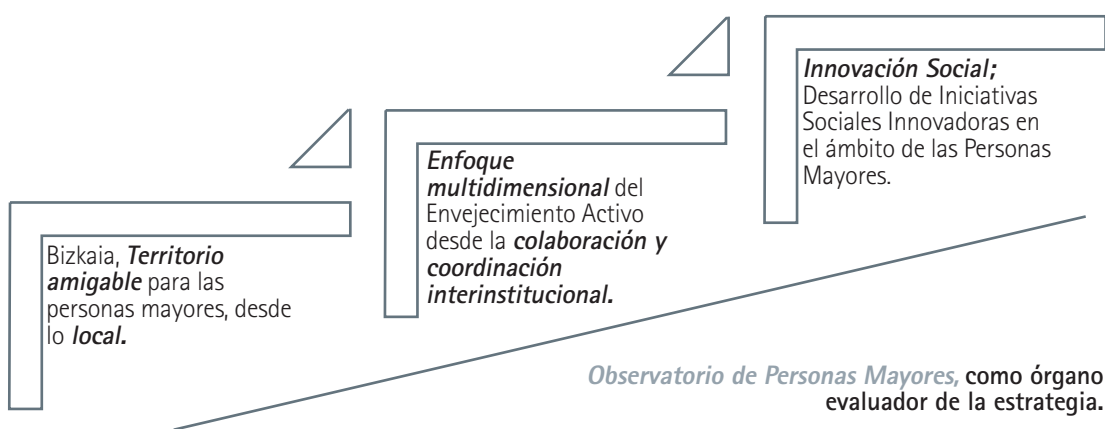 Bizkaia, Territorio
amigable para las
personas mayores, desde
lo local.
Enfoque
multidimensional del
Envejecimiento Activo
desde la colaboración y
coordinación
interinstitucional.
Innovación Social;
Desarrollo de Iniciativas
Sociales Innovadoras en
el ámbito de las Personas
Mayores.
Observatorio de Personas Mayores, como órgano
evaluador de la estrategia.